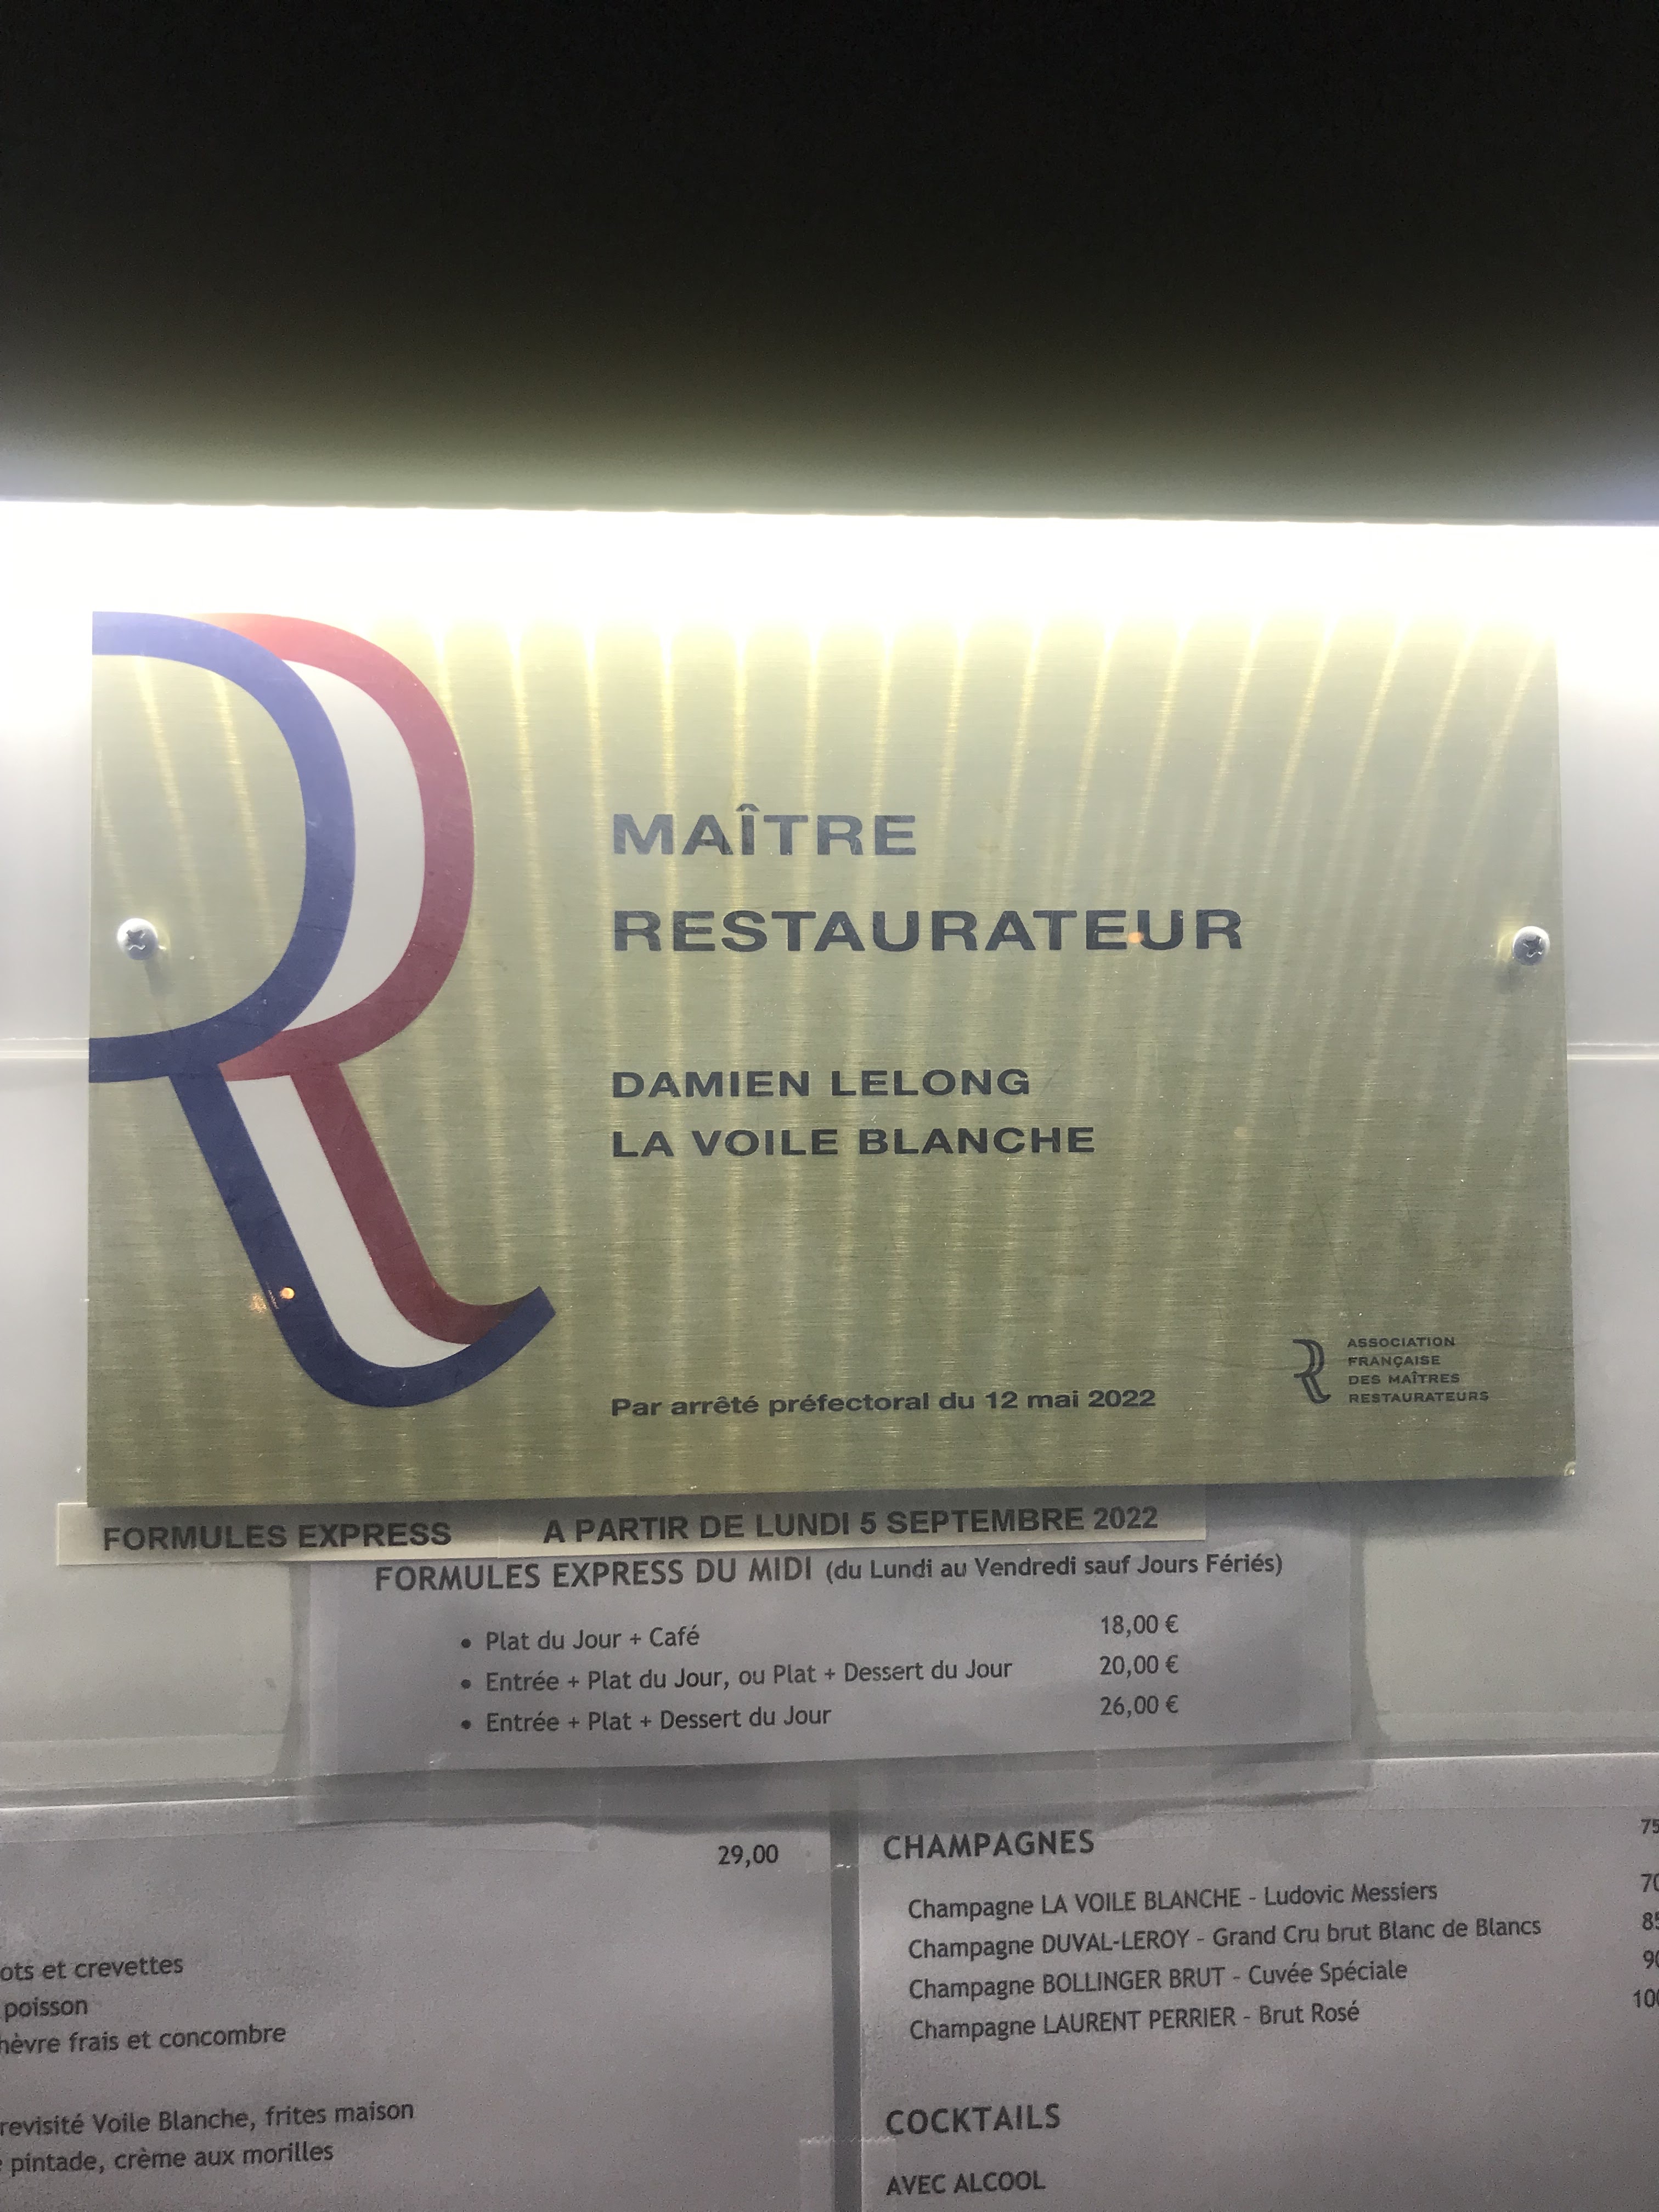 MAÎTRE
RESTAURATEUR
DAMIEN LELONG
LA VOILE BLANCHE
Par arrêté préfectoral du 12 mai 2022
ASSOCIATION
FRANÇAISE
DES MAÎTRES
RESTAURATEURS
FORMULES EXPRESS A PARTIR DE LUNDI 5 SEPTEMBRE 2022
FORMULES EXPRESS DU MIDI (du Lundi au Vendredi sauf Jours Fériés)
• Plat du Jour + Café 18,00 €
• Entrée + Plat du Jour, ou Plat + Dessert du Jour 20,00 €
• Entrée + Plat + Dessert du Jour 26,00 €
29,00
et crevettes
poisson
frais et concombre
revisité Voile Blanche, frites maison
pintade, crème aux morilles
CHAMPAGNES
Champagne LA VOILE BLANCHE - Ludovic Messiers
Champagne DUVAL-LEROY - Grand Cru brut Blanc de Blancs
Champagne BOLLINGER BRUT - Cuvée Spéciale
Champagne LAURENT PERRIER - Brut Rosé
COCKTAILS
AVEC ALCOOL